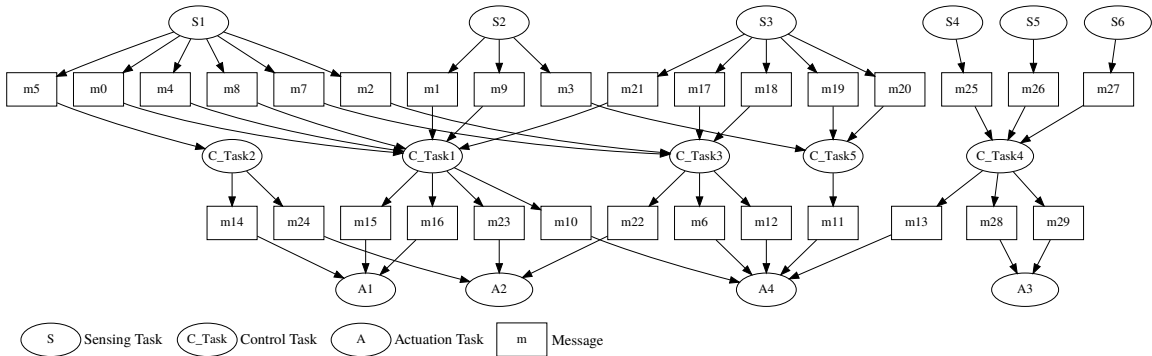 S1 S2 S3 S4 S5 S6
m5 m0 m4 m8 m7 m2 m1 m9 m3 m21 m17 m18 m19 m20 m25 m26 m27
C_Task2 C_Task1 C_Task3 C_Task5 C_Task4
m14 m24 m15 m16 m23 m10 m22 m6 m12 m11 m13 m28 m29
A1 A2 A4 A3
S Sensing Task C_Task Control Task A Actuation Task m Message